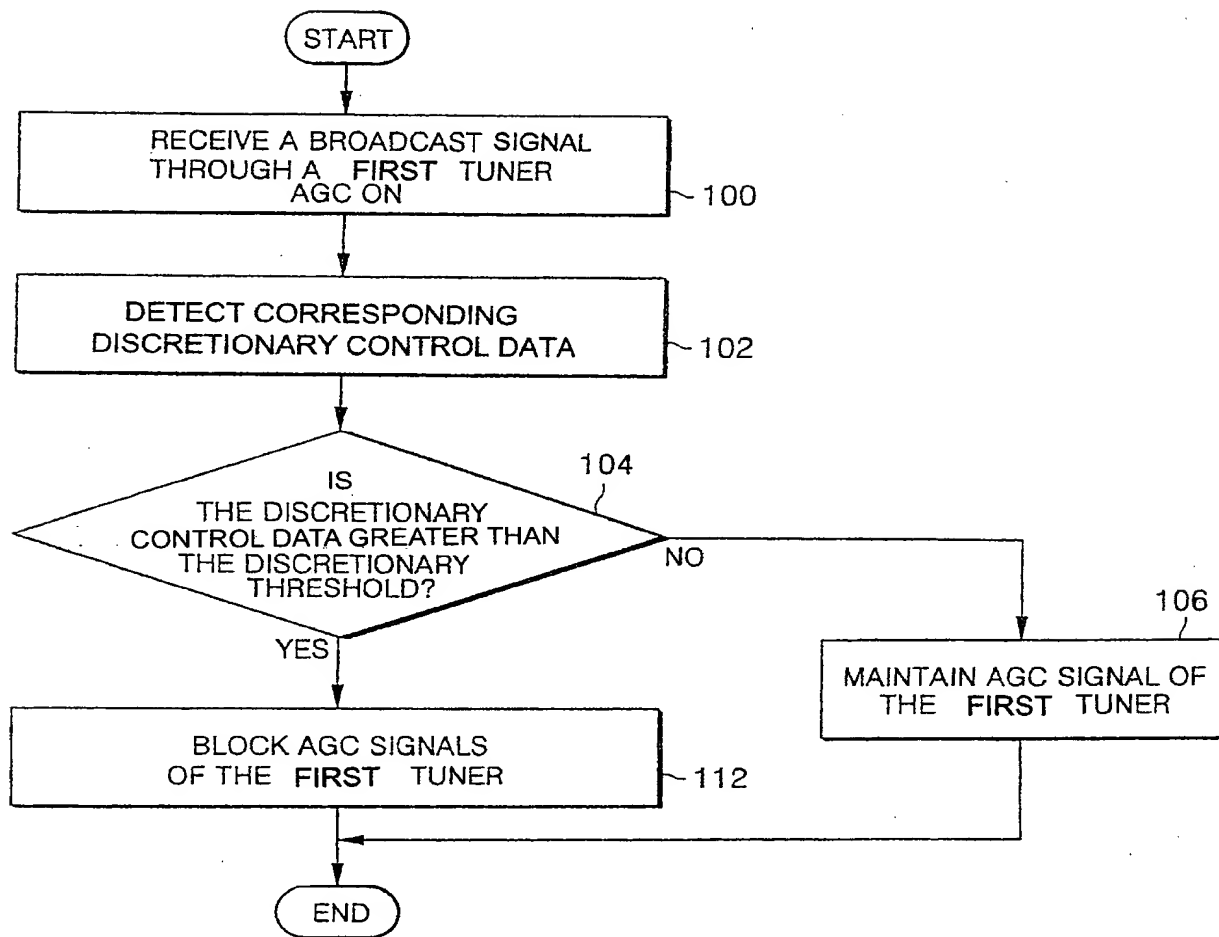 START
RECEIVE A BROADCAST SIGNAL
THROUGH A FIRST TUNER
AGC ON
100
DETECT CORRESPONDING
DISCRETIONARY CONTROL DATA
102
104
IS
THE DISCRETIONARY
CONTROL DATA GREATER THAN
THE DISCRETIONARY
THRESHOLD?
NO
YES
106
MAINTAIN AGC SIGNAL OF
THE FIRST TUNER
BLOCK AGC SIGNALS
OF THE FIRST TUNER
112
END